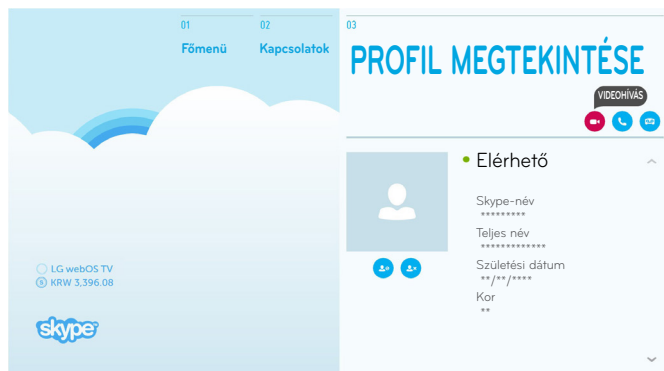 01
Főmenü
02
Kapcsolatok
LG webOS TV
KRW 3,396.08
skype
03
PROFIL MEGTEKINTÉSE
VIDEOHÍVÁS
Elérhető
Skype-név
*********
Teljes név
*************
Születési dátum
**/**/****
Kor
**